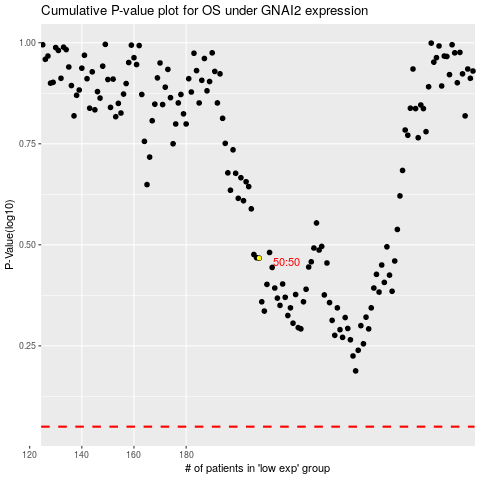 Cumulative P-value plot for OS under GNAI2 expression
P-Value(log10)
1.00
0.75
0.50
0.25
50:50
120 140 160 180
# of patients in 'low exp' group